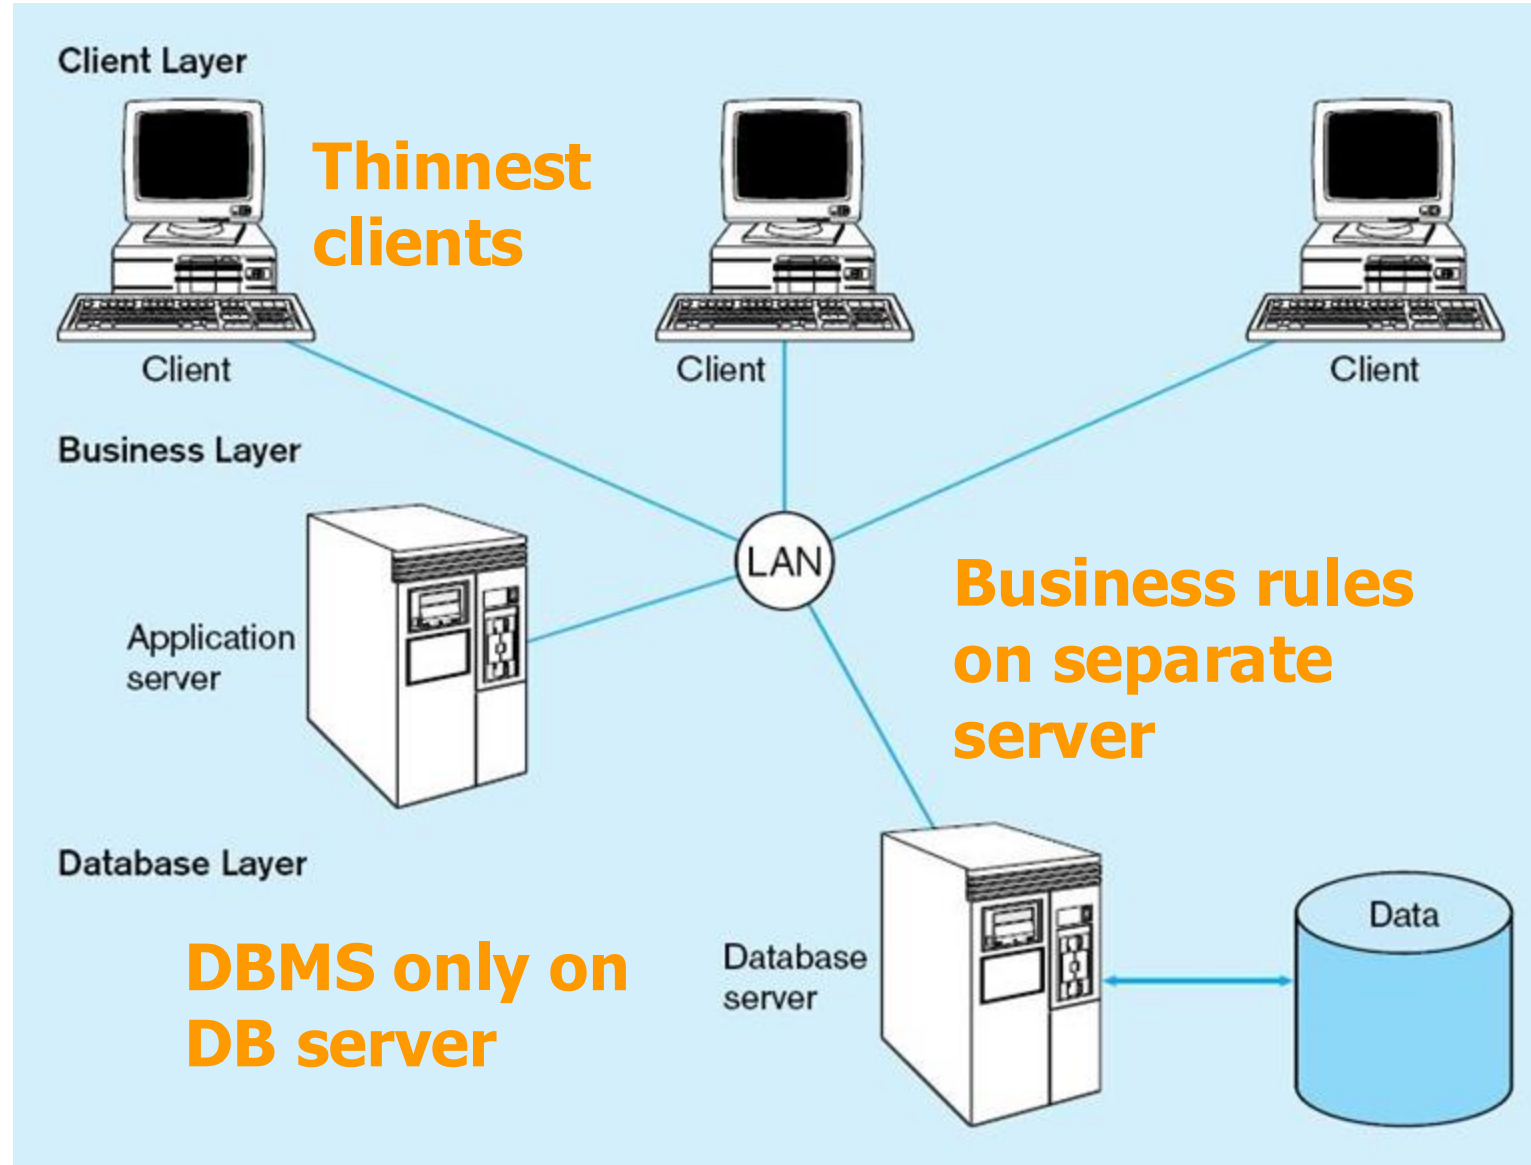 Client Layer
Thinnest
clients
Client
Client
Client
Business Layer
LAN
Application
server
Business rules
on separate
server
Database Layer
Data
DBMS only on
DB server
Database
server